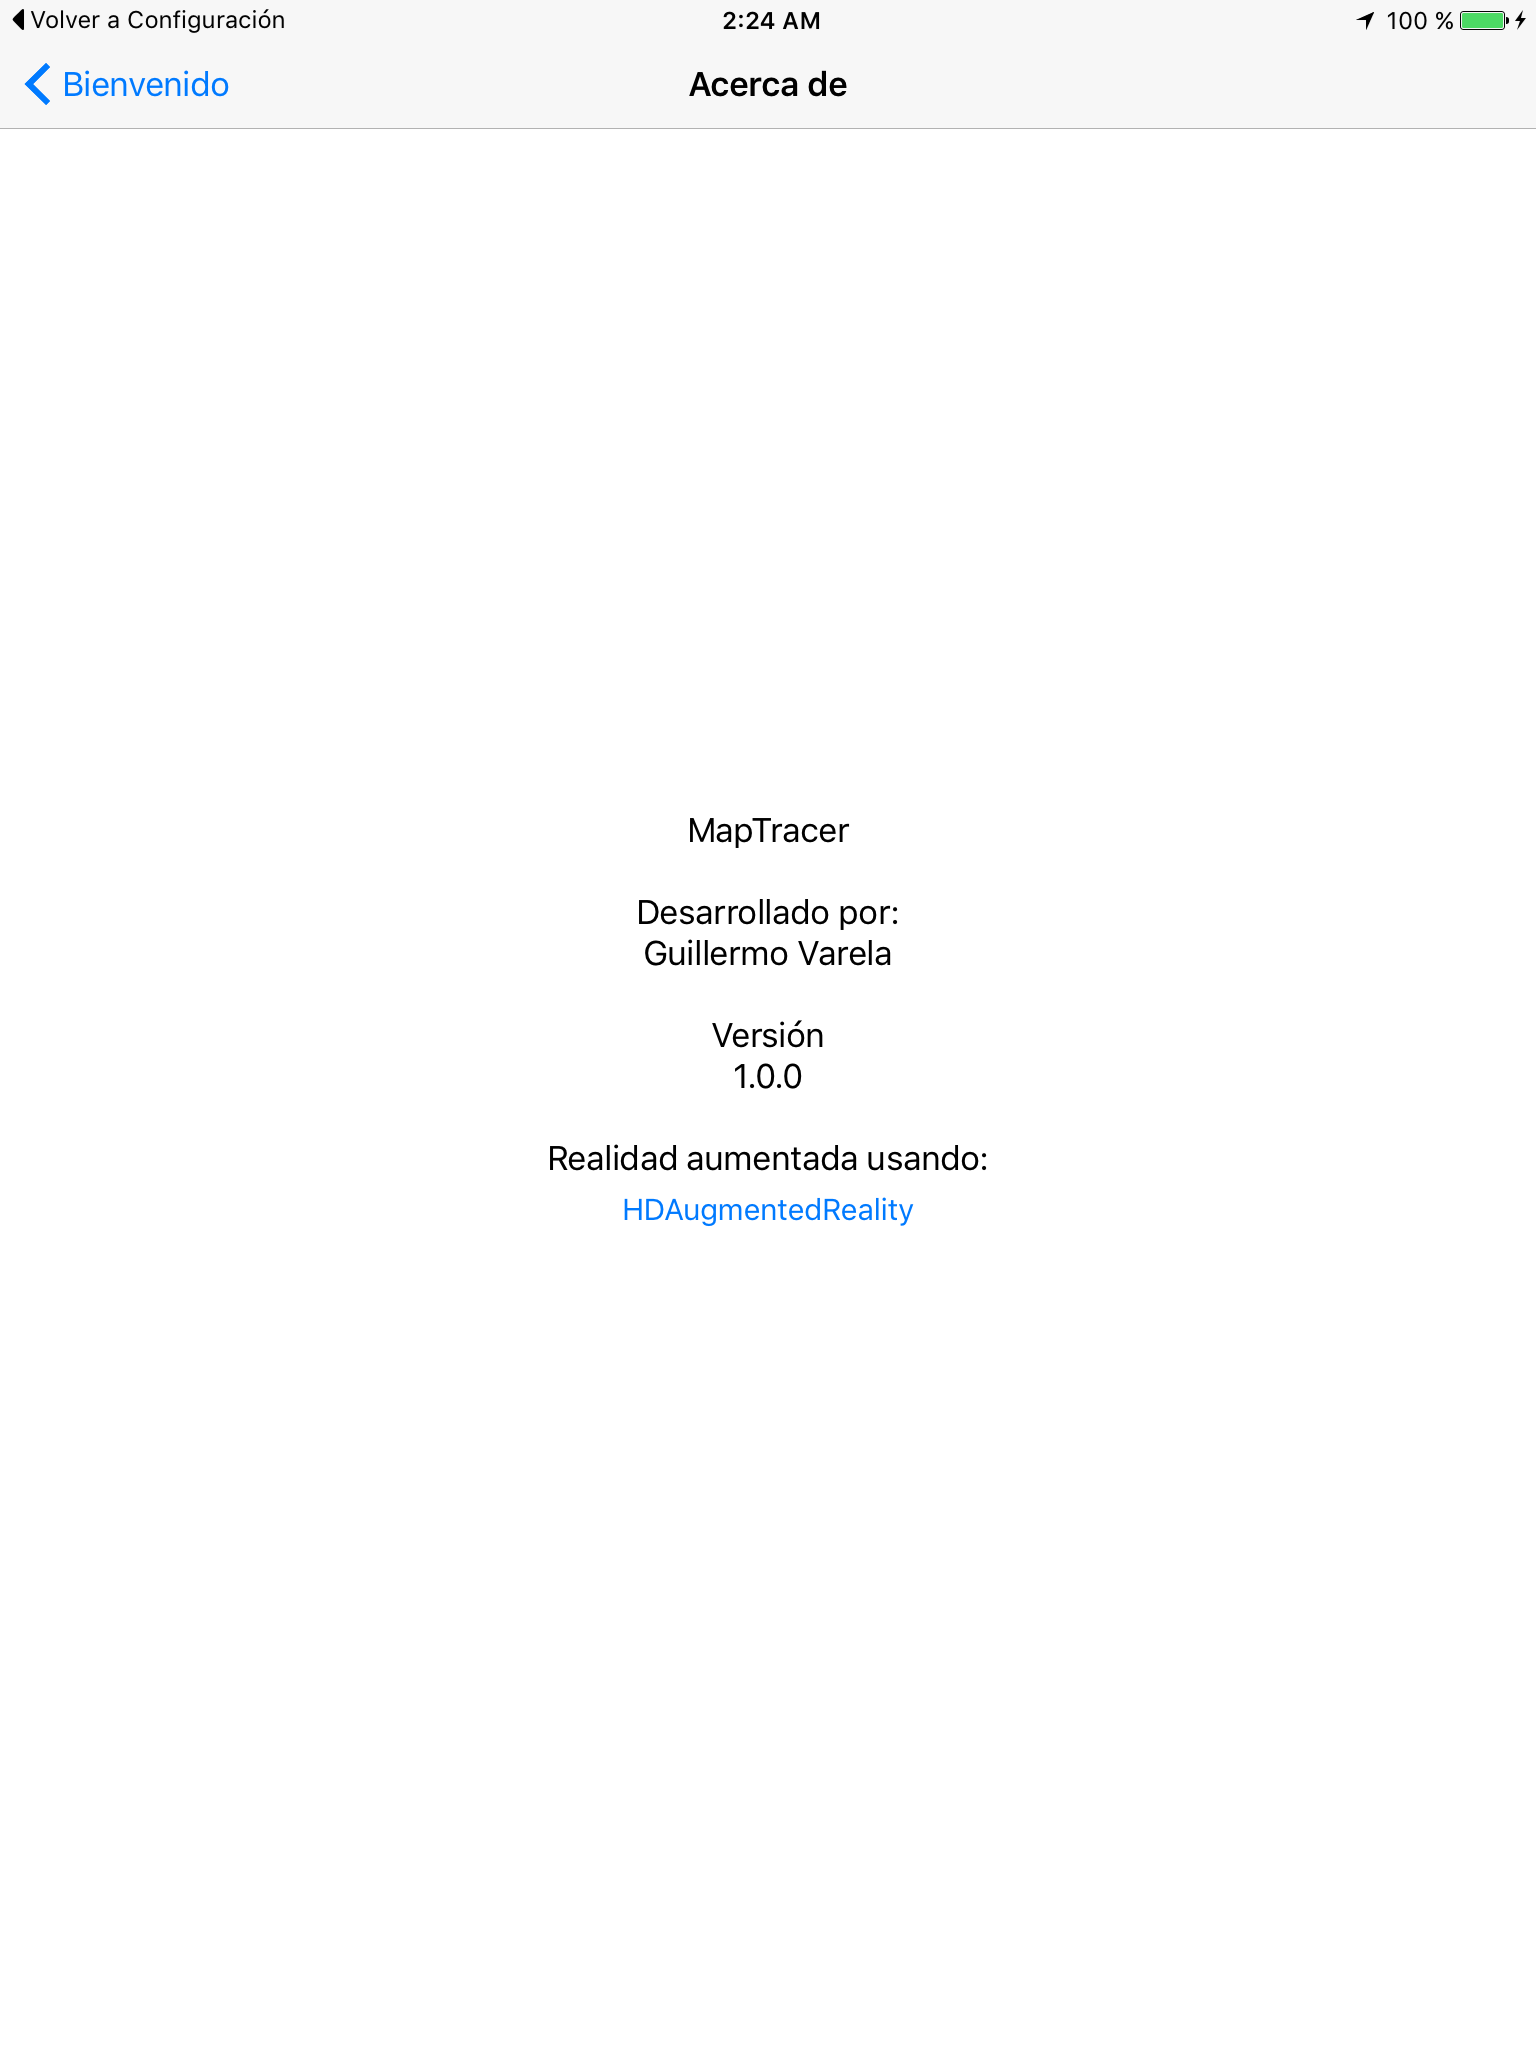 Volver a Configuración
2:24 AM
100 %
Bienvenido
Acerca de
MapTracer
Desarrollado por:
Guillermo Varela
Versión
1.0.0
Realidad aumentada usando:
HDAugmentedReality